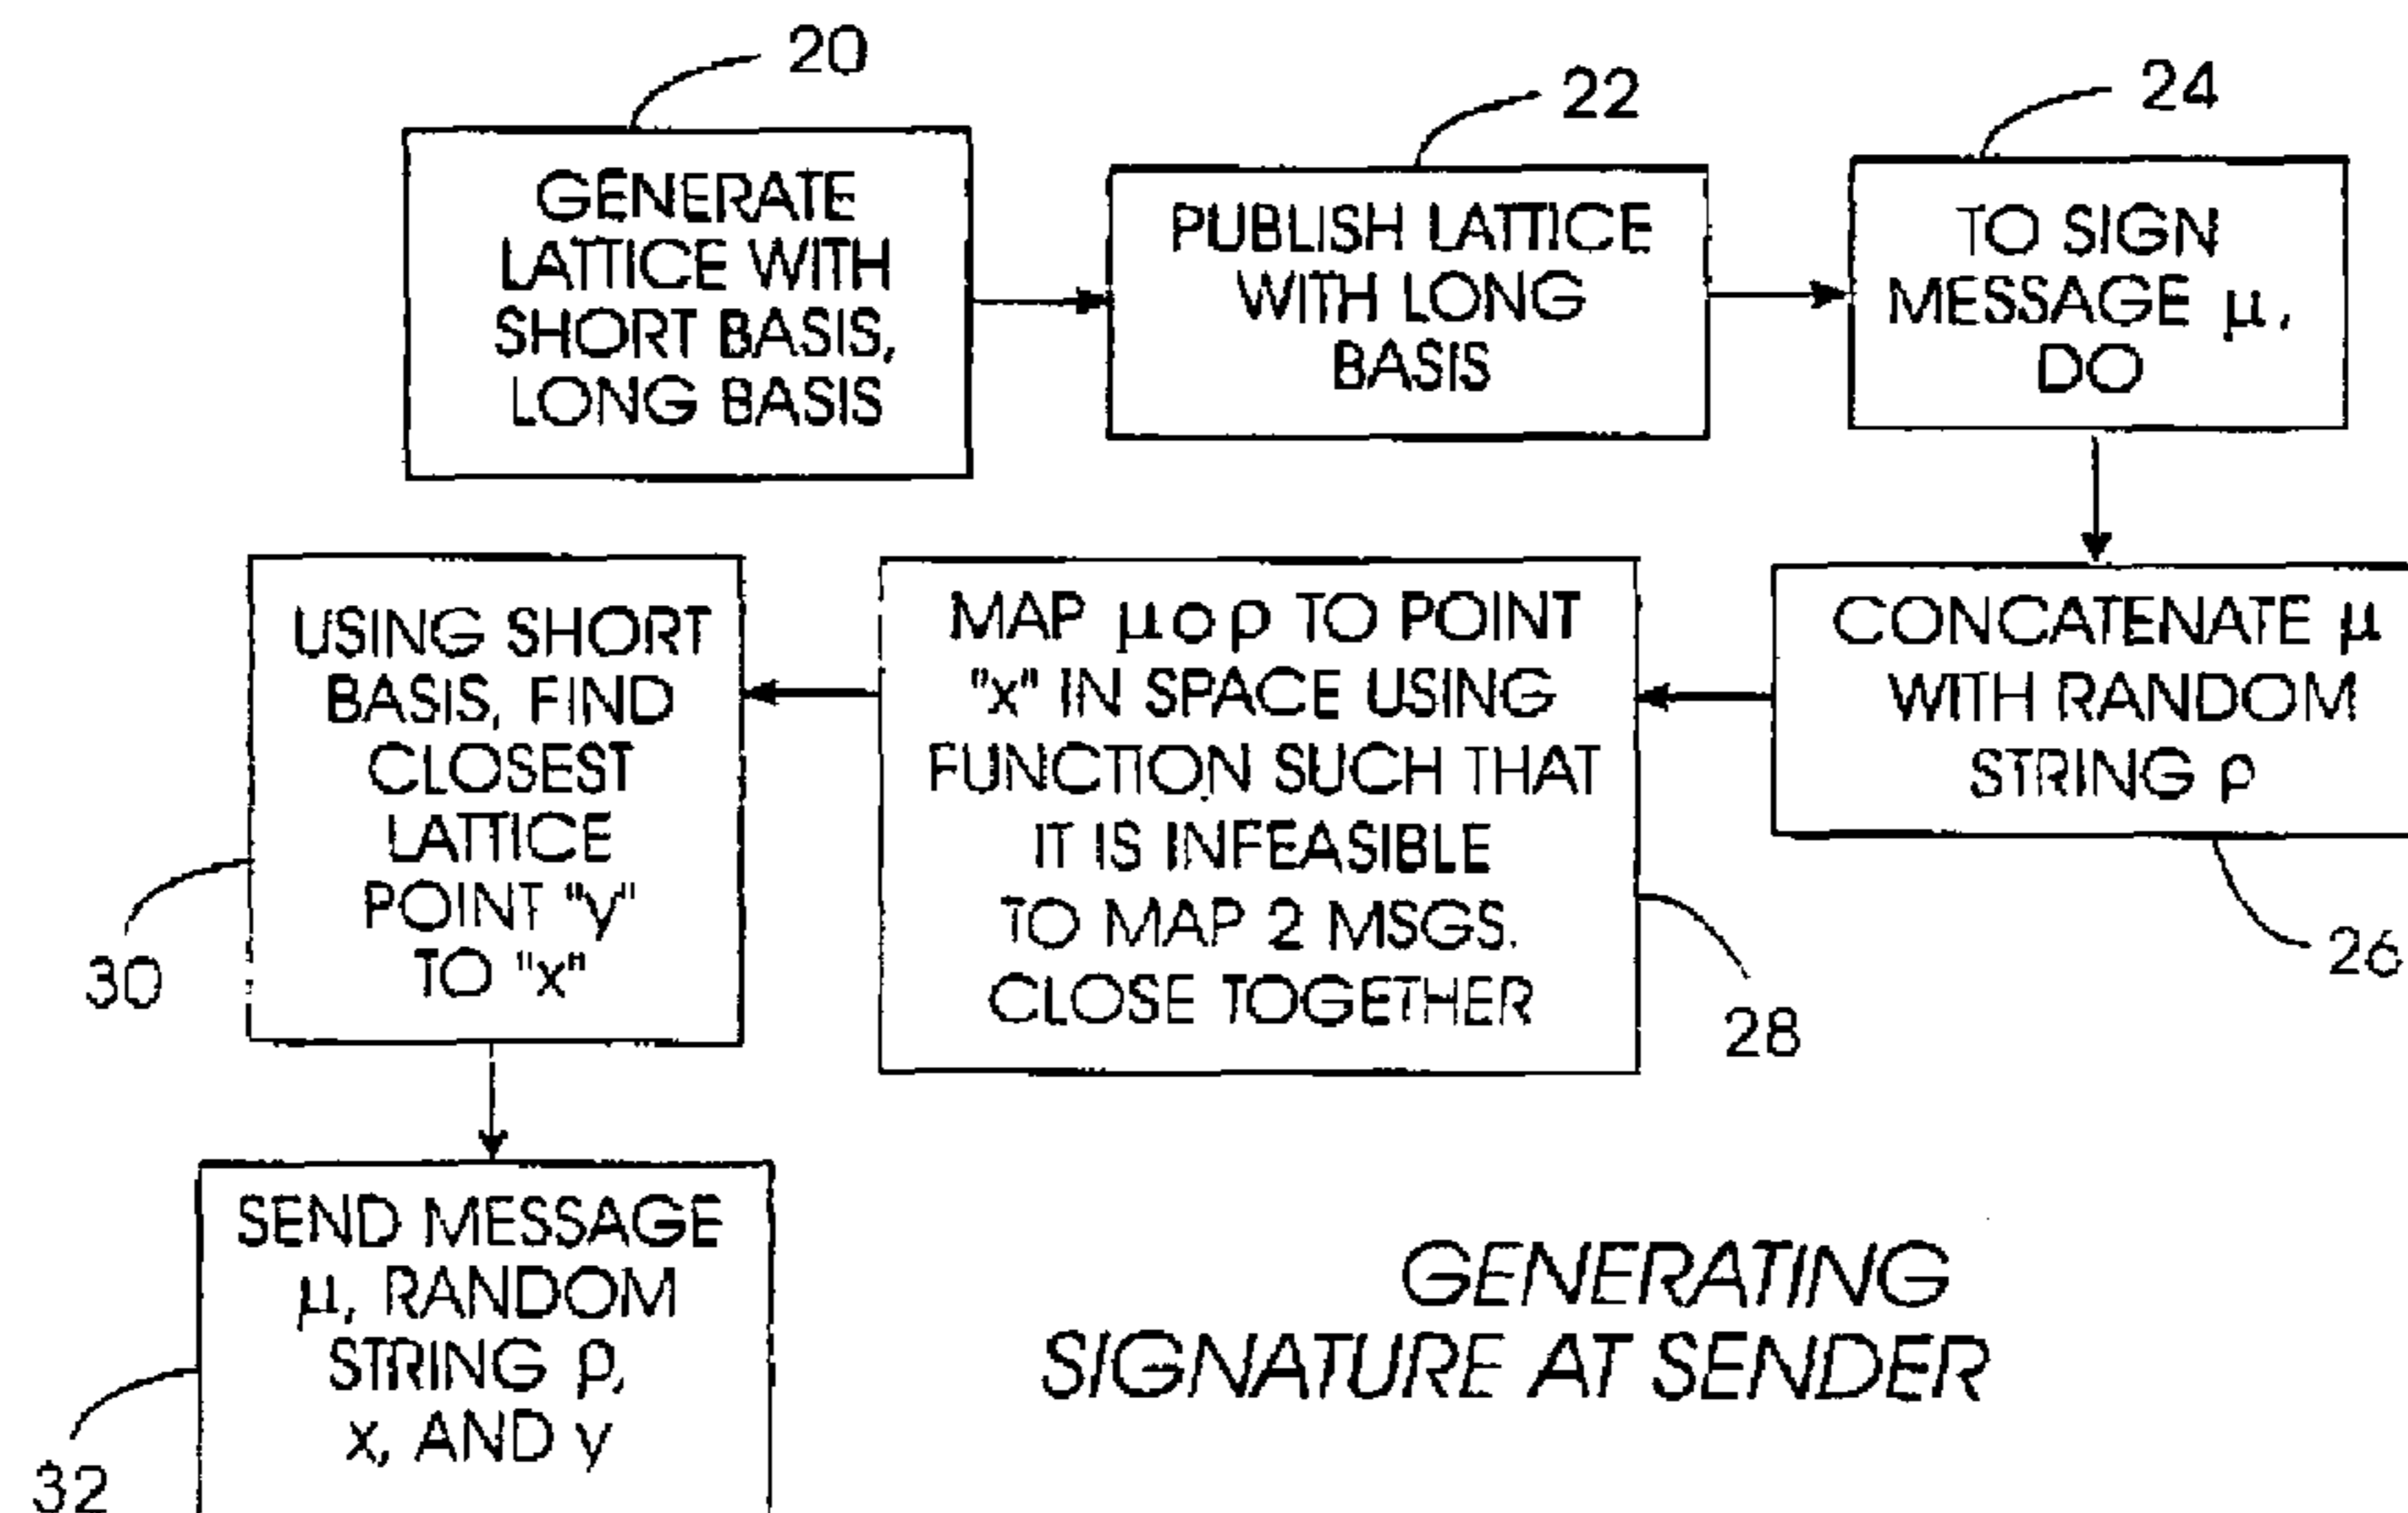 20
GENERATE
LATTICE WITH
SHORT BASIS,
LONG BASIS
22
PUBLISH LATTICE
WITH LONG
BASIS
24
TO SIGN
MESSAGE μ,
DO
CONCATENATE μ
WITH RANDOM
STRING ρ
26
MAP μ o ρ TO POINT
"x" IN SPACE USING
FUNCTION SUCH THAT
IT IS INFEASIBLE
TO MAP 2 MSGS.
CLOSE TOGETHER
28
USING SHORT
BASIS, FIND
CLOSEST
LATTICE
POINT "y"
TO "x"
30
SEND MESSAGE
μ, RANDOM
STRING ρ,
x, AND y
32
GENERATING
SIGNATURE AT SENDER